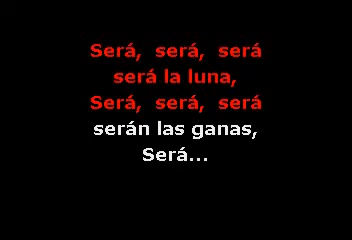 Será, será, será
será la luna,
Será, será, será
serán las ganas,
Será...